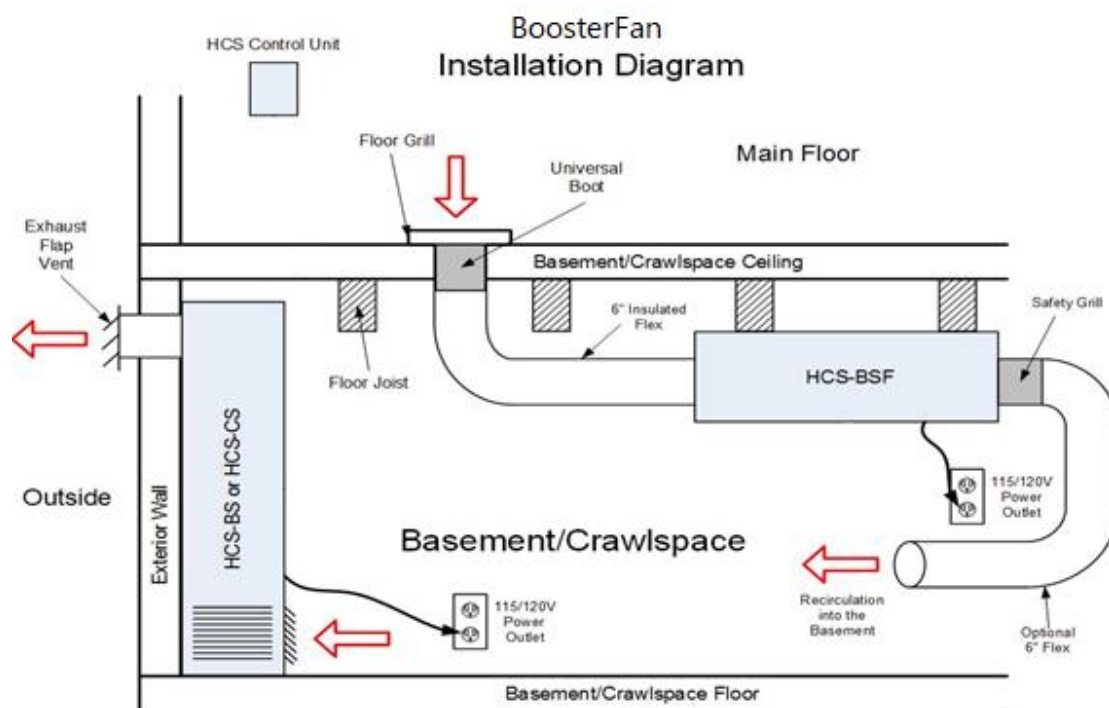 BoosterFan
Installation Diagram
HCS Control Unit
Floor Grill
Universal
Boot
Main Floor
Exhaust
Flap
Vent
Basement/Crawlspace Ceiling
6" Insulated
Flex
Safety Grill
Floor Joist
HCS-BSF
HCS-BS or HCS-CS
Exterior Wall
Outside
115/120V
Power
Outlet
Basement/Crawlspace
Recirculation
into the
Basement
115/120V
Power
Outlet
Optional
6" Flex
Basement/Crawlspace Floor